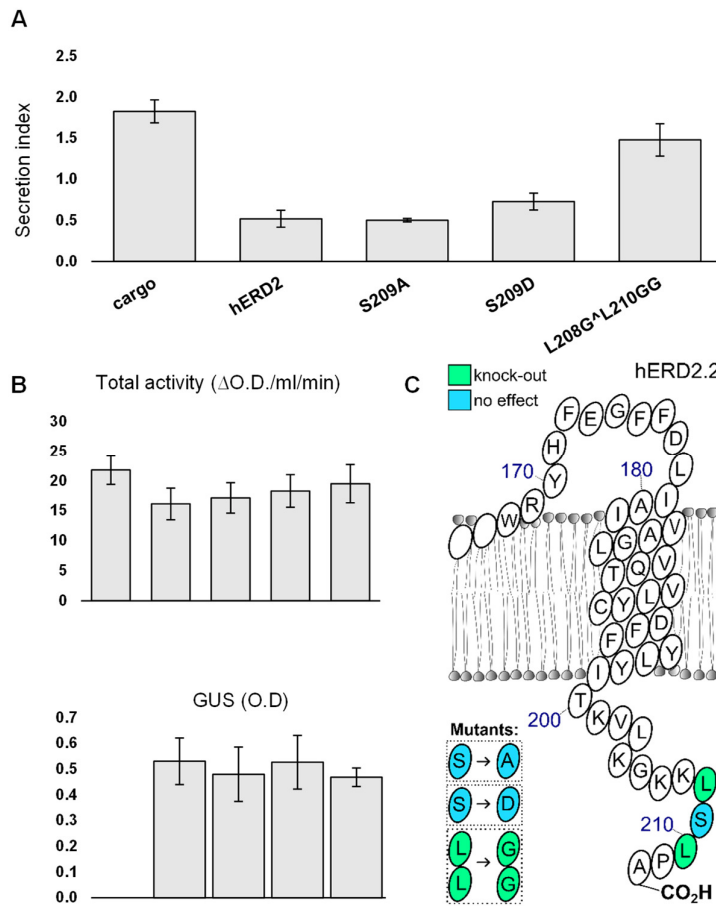 A
Secretion index
2.5
2.0
1.5
1.0
0.5
0.0
cargo
hERD2
S209A
S209D
L208G^L210GG
B
Total activity (ΔO.D./ml/min)
30
25
20
15
10
5
0
GUS (O.D)
0.7
0.6
0.5
0.4
0.3
0.2
0.1
0.0
C
knock-out
no effect
hERD2.2
F E G F F
H D
170 180
Y L
W R I A I
L G A V
T Q V
C Y L V
F F D
I Y L Y
T
200 K V L
K G K K L
S
210
A P L
CO₂H
Mutants:
S → A
S → D
L → G
L G